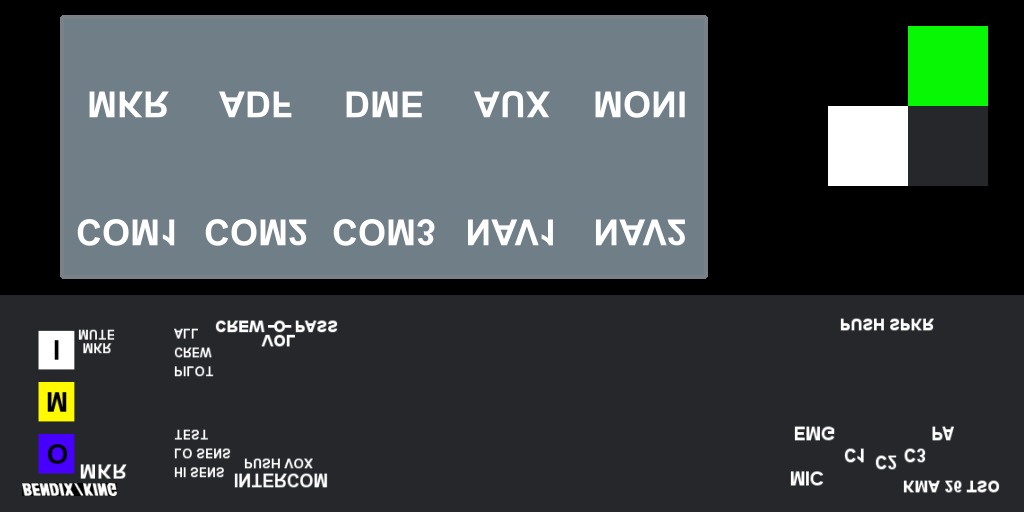 MKR ADF DME AUX MONI
COM1 COM2 COM3 NAV1 NAV2
I
MUTE
MKR
M
O
MKR
BENDIX/KING
ALL
CREW
PILOT
CREW -O- PASS
VOL
TEST
LO SENS
HI SENS
PUSH VOX
INTERCOM
PUSH SPKR
EMG
PA
C1 C2 C3
MIC
KMA 26 TSO